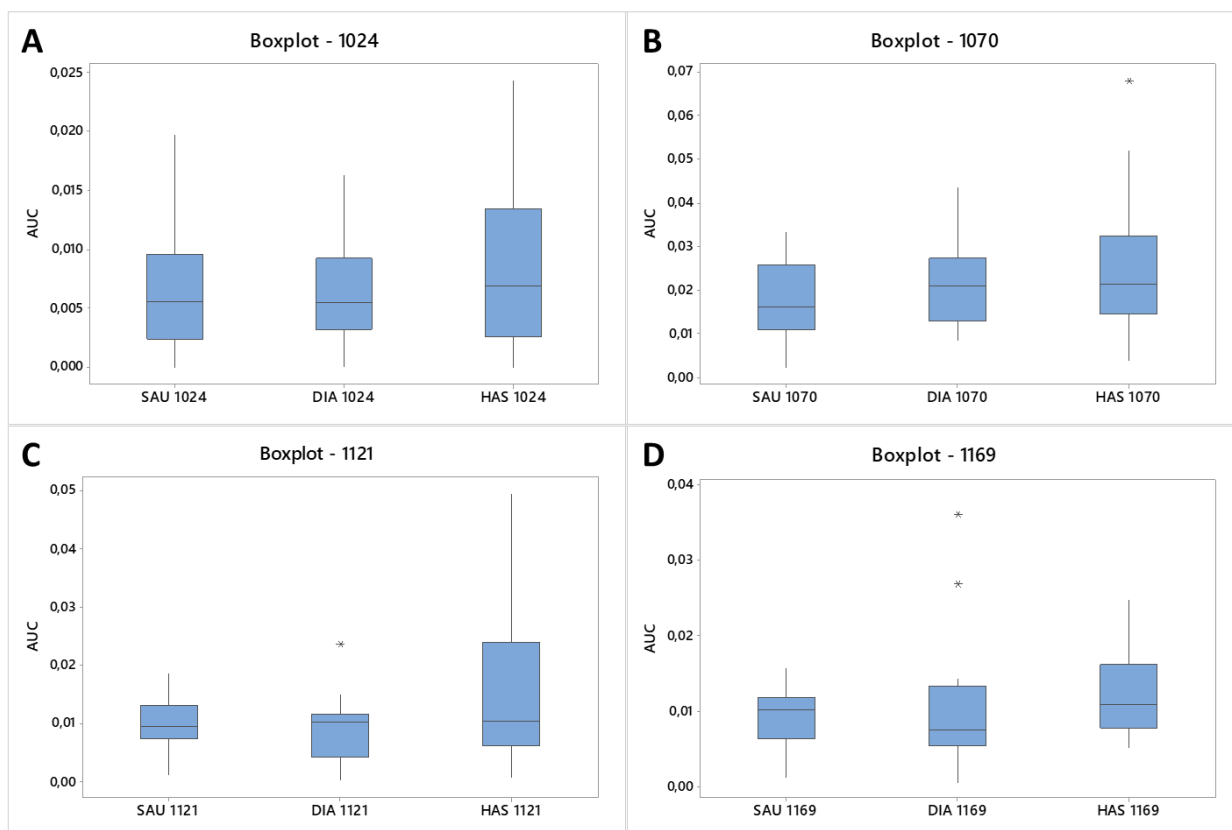 A
Boxplot - 1024
AUC
0,025
0,020
0,015
0,010
0,005
0,000
SAU 1024 DIA 1024 HAS 1024
B
Boxplot - 1070
AUC
0,07
0,06
0,05
0,04
0,03
0,02
0,01
0,00
SAU 1070 DIA 1070 HAS 1070
C
Boxplot - 1121
AUC
0,05
0,04
0,03
0,02
0,01
0,00
SAU 1121 DIA 1121 HAS 1121
D
Boxplot - 1169
AUC
0,04
0,03
0,02
0,01
0,00
SAU 1169 DIA 1169 HAS 1169